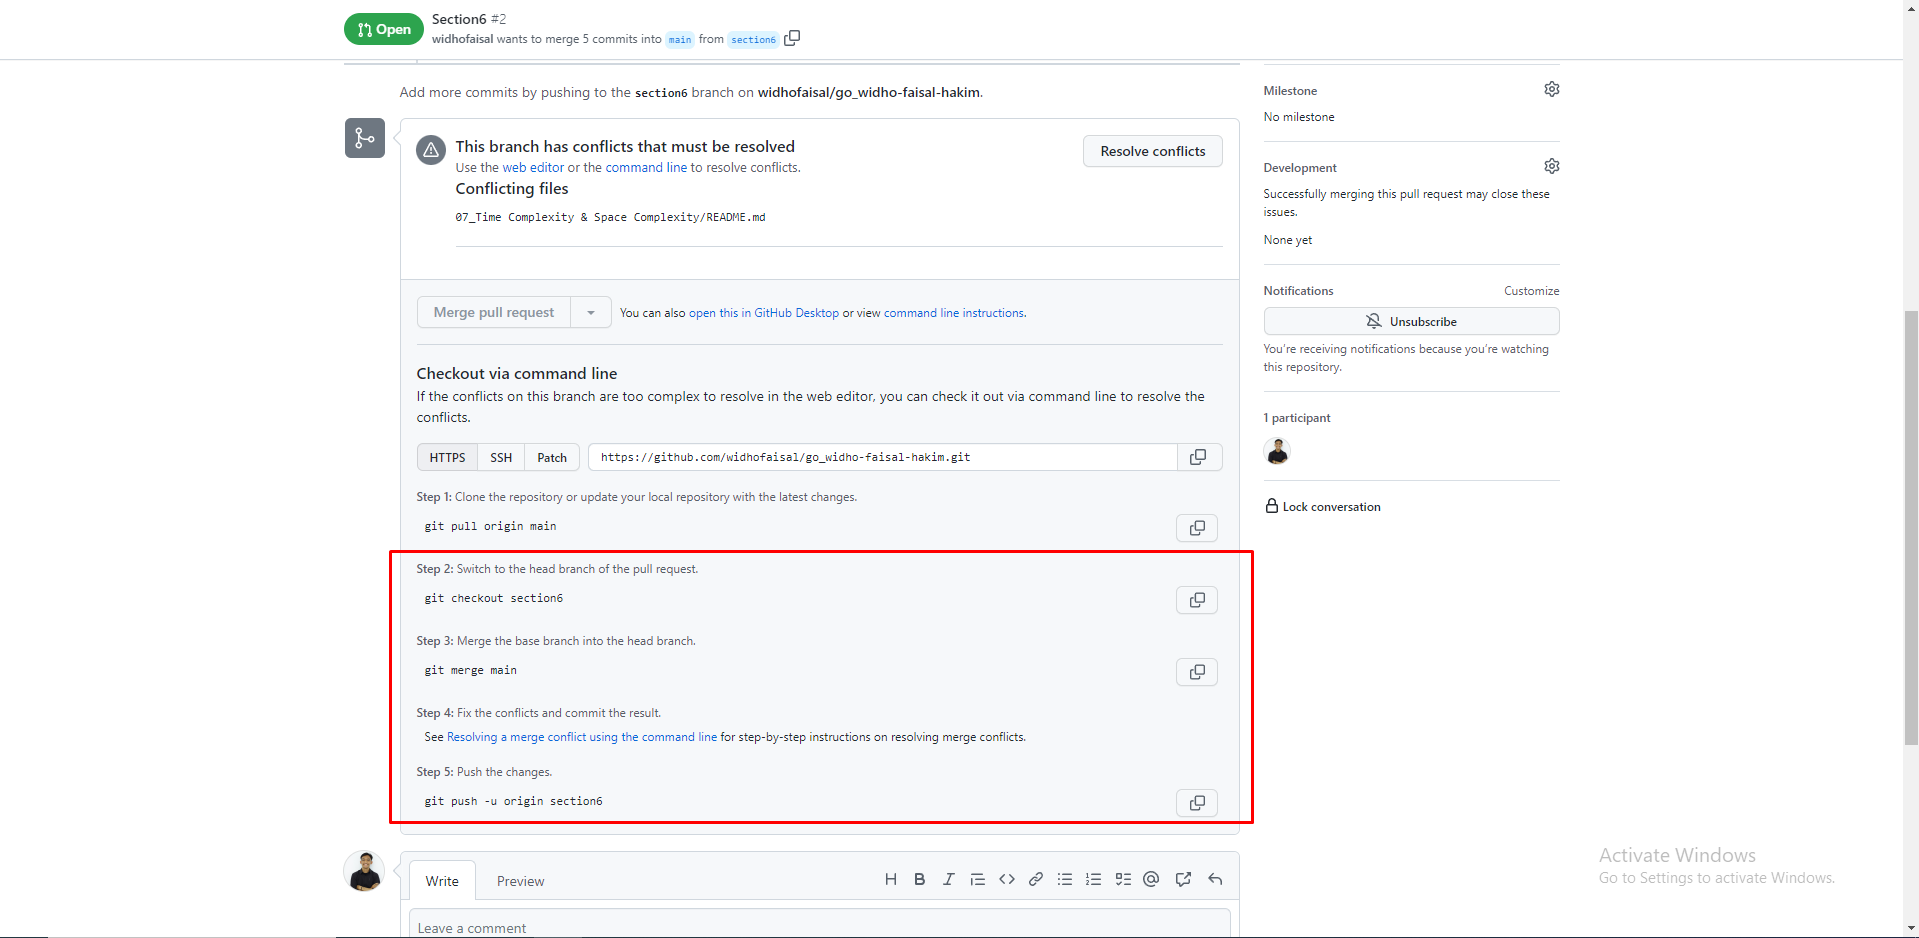 Open
Section6 #2
widhofaisal wants to merge 5 commits into main from section6
Add more commits by pushing to the section6 branch on widhofaisal/go_widho-faisal-hakim.
This branch has conflicts that must be resolved
Use the web editor or the command line to resolve conflicts.
Resolve conflicts
Conflicting files
07_Time Complexity & Space Complexity/README.md
Merge pull request
You can also open this in GitHub Desktop or view command line instructions.
Checkout via command line
If the conflicts on this branch are too complex to resolve in the web editor, you can check it out via command line to resolve the
conflicts.
HTTPS SSH Patch https://github.com/widhofaisal/go_widho-faisal-hakim.git
Step 1: Clone the repository or update your local repository with the latest changes.
git pull origin main
Step 2: Switch to the head branch of the pull request.
git checkout section6
Step 3: Merge the base branch into the head branch.
git merge main
Step 4: Fix the conflicts and commit the result.
See Resolving a merge conflict using the command line for step-by-step instructions on resolving merge conflicts.
Step 5: Push the changes.
git push -u origin section6
Write Preview
Leave a comment
Milestone
No milestone
Development
Successfully merging this pull request may close these
issues.
None yet
Notifications Customize
Unsubscribe
You're receiving notifications because you're watching
this repository.
1 participant
Lock conversation
Activate Windows
Go to Settings to activate Windows.